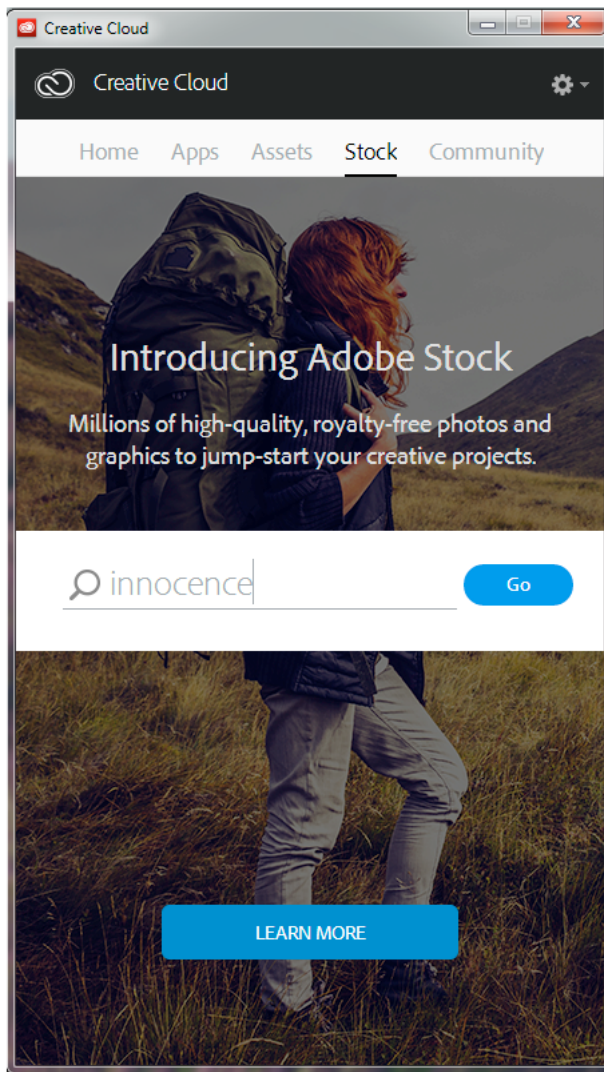 Creative Cloud
Creative Cloud
Home Apps Assets Stock Community
Introducing Adobe Stock
Millions of high-quality, royalty-free photos and
graphics to jump-start your creative projects.
innocence Go
LEARN MORE